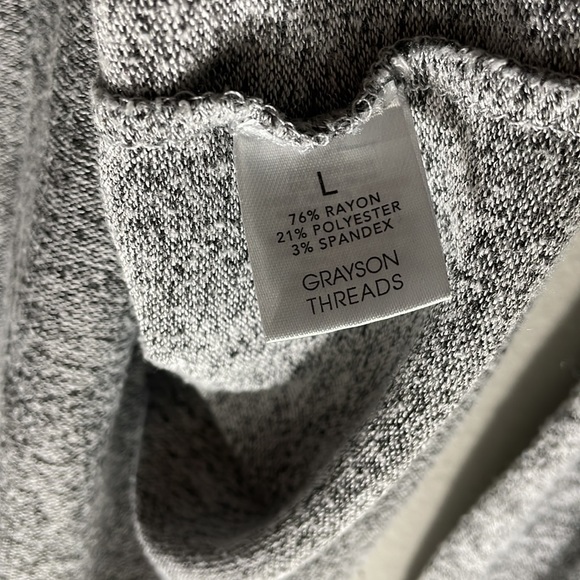 L
76% RAYON
21% POLYESTER
3% SPANDEX
GRAYSON
THREADS